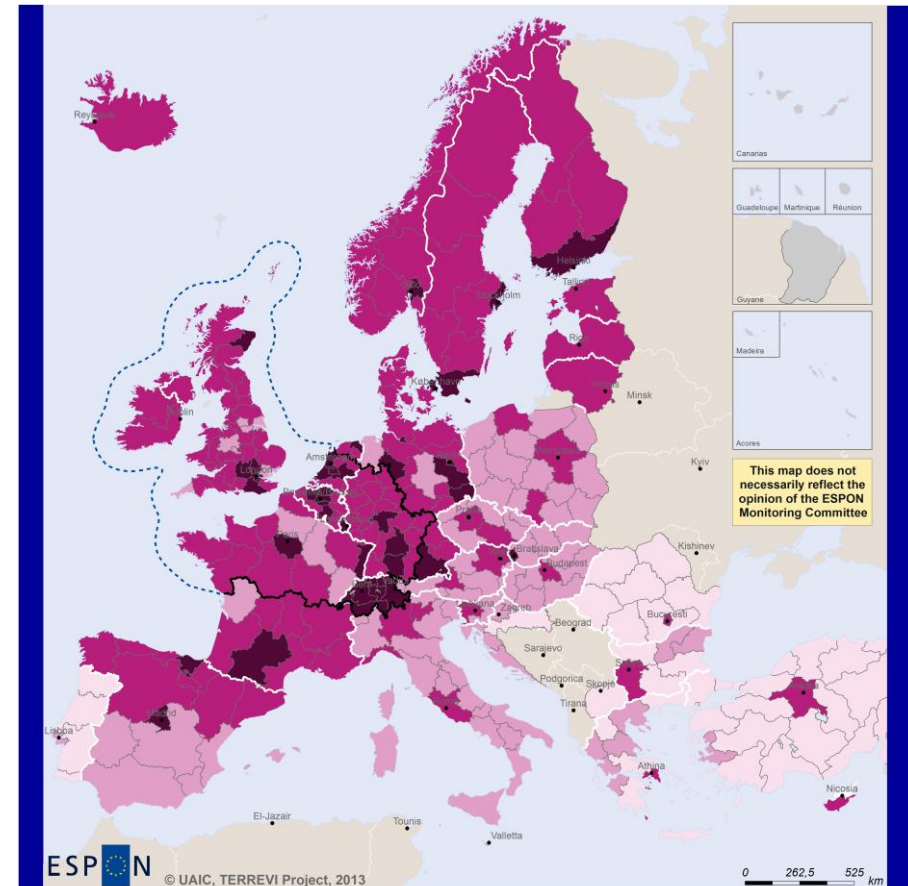 Canarias
Reykjavik
Guadeloupe Martinique Réunion
Guyane
Helsinki
Tallinn
Stockholm
Riga
Madeira
København
Vilnius
Minsk
Dublin
Acores
Amsterdam
London
Kyiv
This map does not
necessarily reflect the
opinion of the ESPON
Monitoring Committee
Praha
Paris
Bratislava
Kishinev
Budapest
Ljubljana
Zagreb
Bucuresti
Beograd
Sarajevo
Sofia
Podgorica
Skopje
Madrid
Tirana
Lisboa
Athina
Nicosia
El-Jazair
Tounis
Valletta
ESPON
© UAIC, TERREVI Project, 2013
0 262,5 525
km